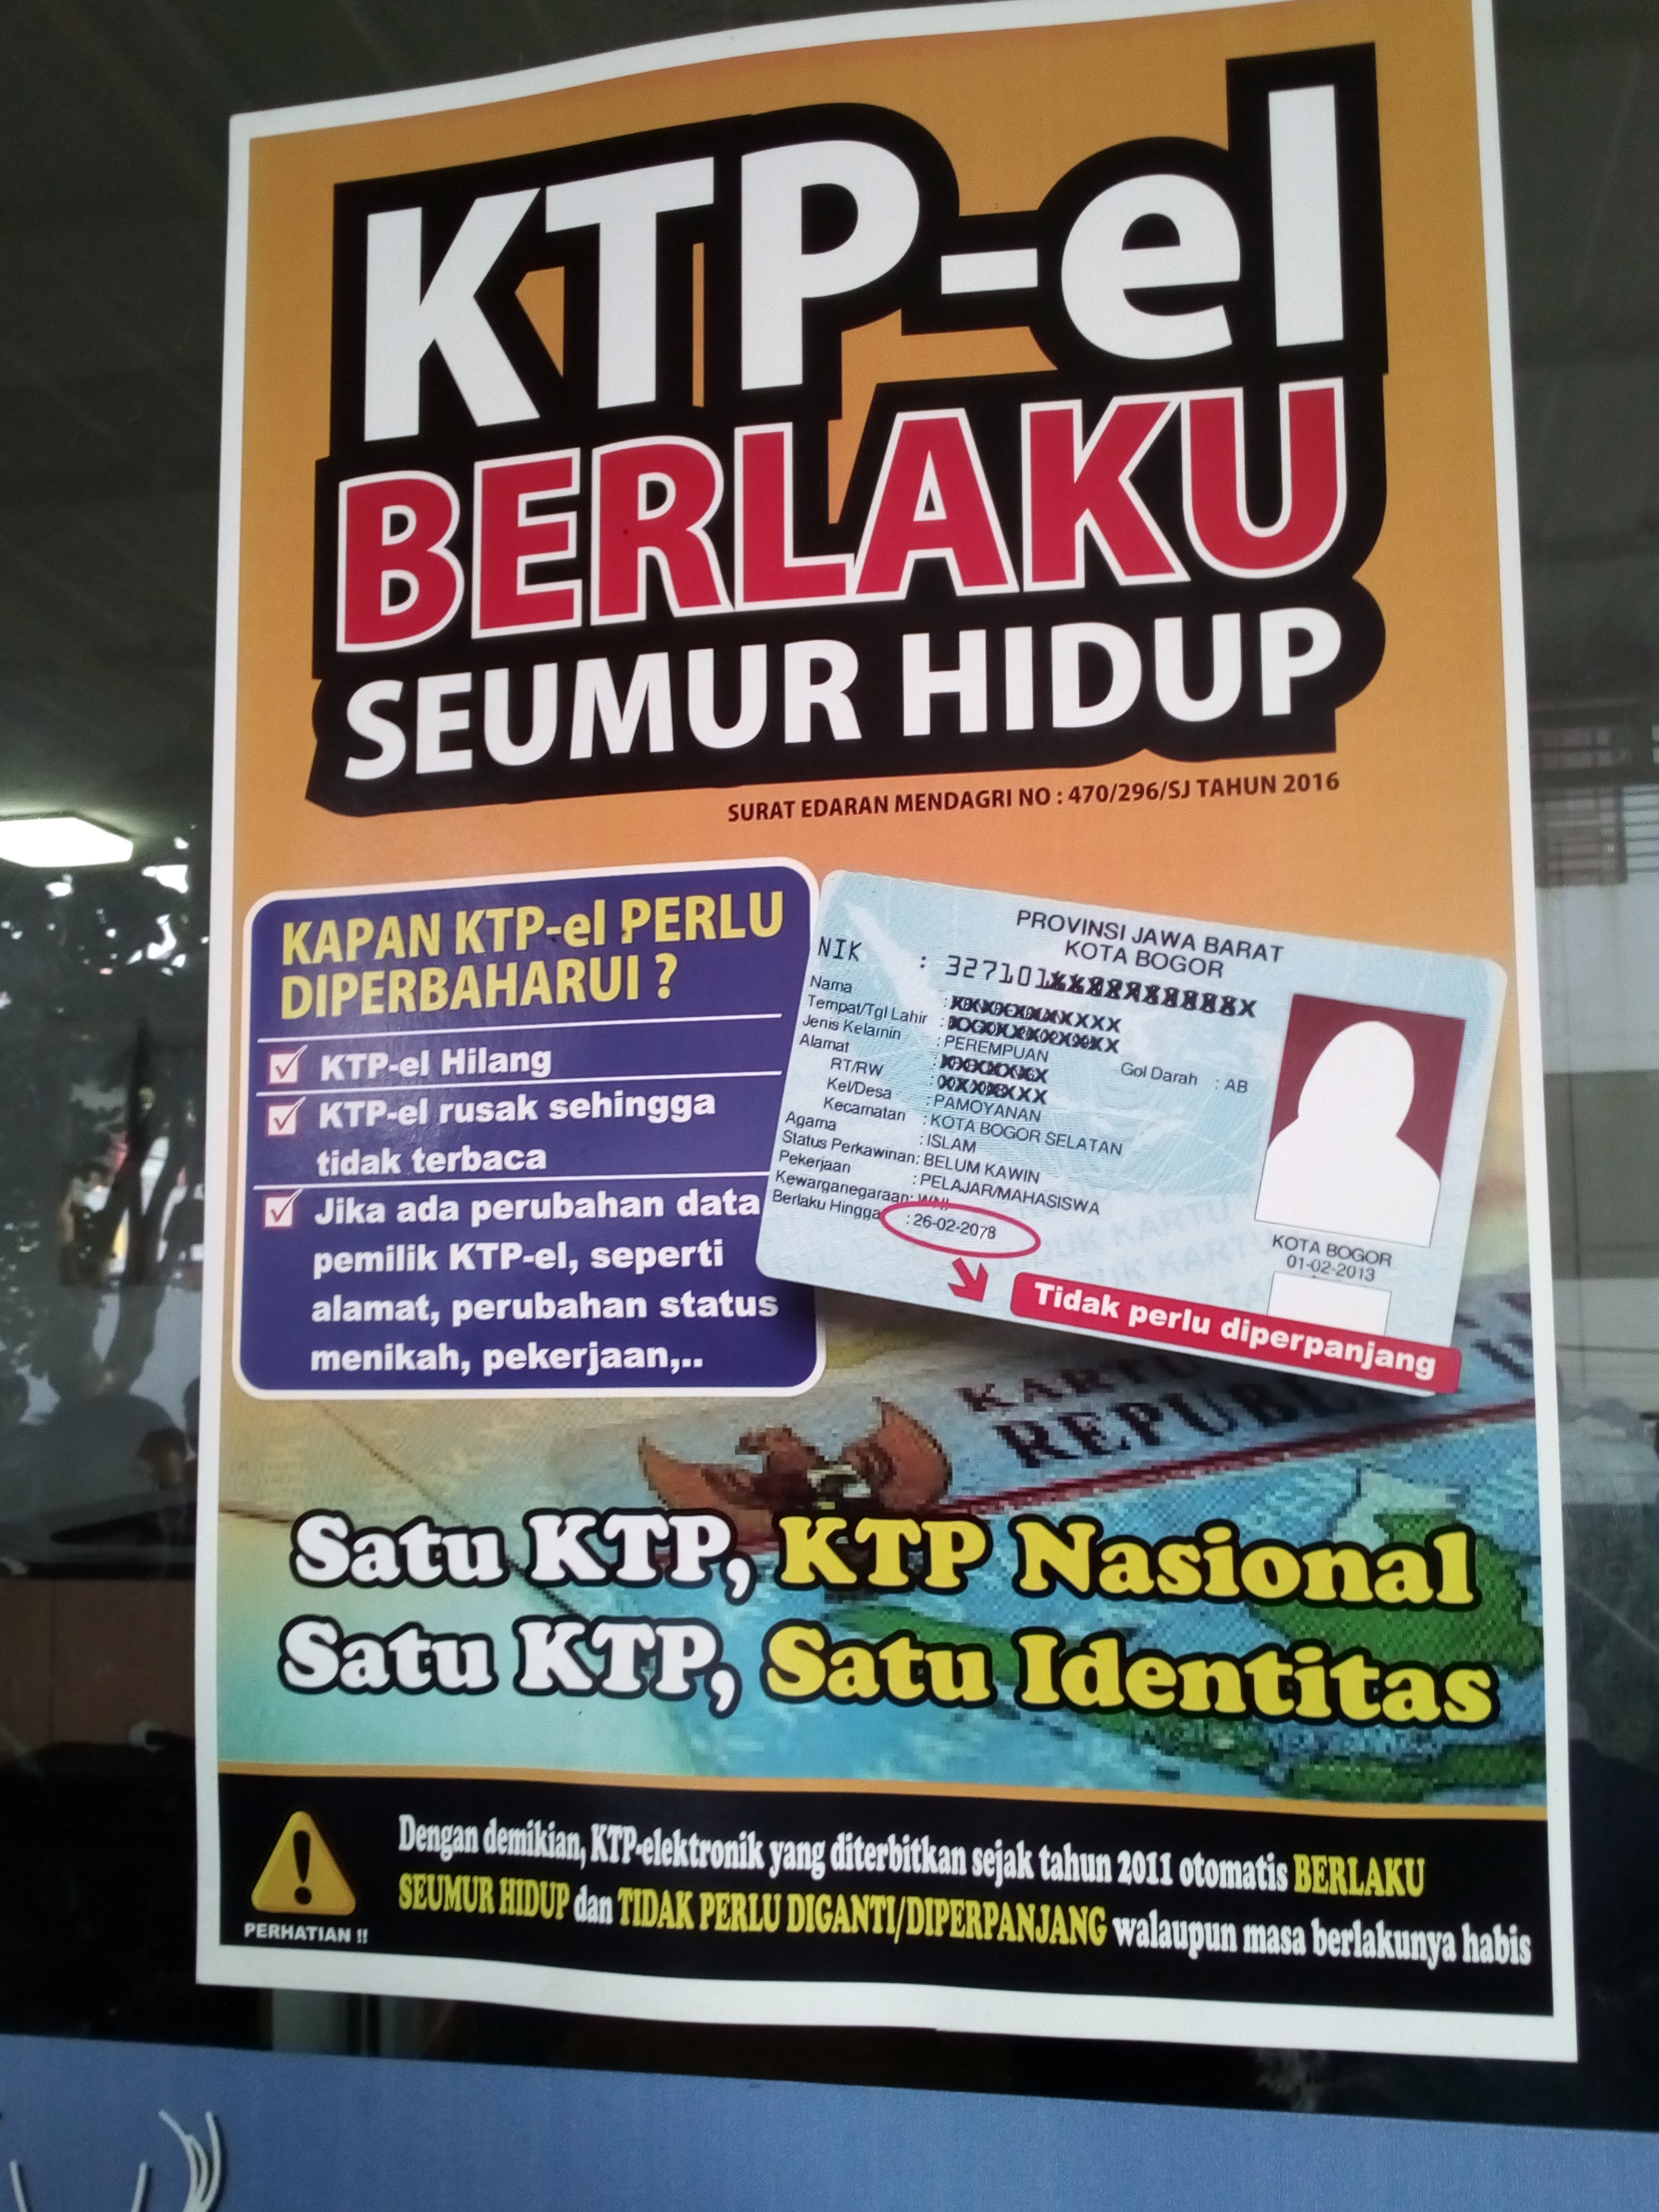 KTP-el
BERLAKU
SEUMUR HIDUP
SURAT EDARAN MENDAGRI NO : 470/296/SJ TAHUN 2016
KAPAN KTP-el PERLU
DIPERBAHARUI ?
KTP-el Hilang
KTP-el rusak sehingga
tidak terbaca
Jika ada perubahan data
pemilik KTP-el, seperti
alamat, perubahan status
menikah, pekerjaan,..
PROVINSI JAWA BARAT
KOTA BOGOR
NIK : 327101
Nama :
Tempat/Tgl Lahir :
Jenis Kelamin : PEREMPUAN Gol Darah : AB
Alamat :
RT/RW :
Kel/Desa : PAMOYANAN
Kecamatan : KOTA BOGOR SELATAN
Agama : ISLAM
Status Perkawinan: BELUM KAWIN
Pekerjaan : PELAJAR/MAHASISWA
Kewarganegaraan: WNI
Berlaku Hingga : 26-02-2078
KOTA BOGOR
01-02-2013
Tidak perlu diperpanjang
Satu KTP, KTP Nasional
Satu KTP, Satu Identitas
PERHATIAN !!
Dengan demikian, KTP-elektronik yang diterbitkan sejak tahun 2011 otomatis BERLAKU
SEUMUR HIDUP dan TIDAK PERLU DIGANTI/DIPERPANJANG walaupun masa berlakunya habis